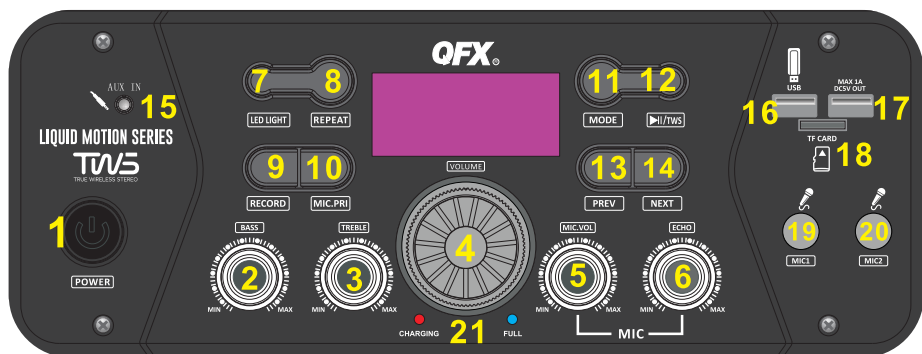 QFX®
7 8
LED LIGHT REPEAT
11 12
MODE ▶II/TWS
AUX IN
15
LIQUID MOTION SERIES
TWS
TRUE WIRELESS STEREO
9 10
RECORD MIC.PRI
VOLUME
13 14
PREV NEXT
USB
MAX 1A
DC5V OUT
16 17
TF CARD
18
1
POWER
BASS TREBLE
2 3
MIN MAX MIN MAX
4
MIC.VOL ECHO
5 6
MIN MAX MIN MAX
MIC
19 20
MIC1 MIC2
CHARGING 21 FULL